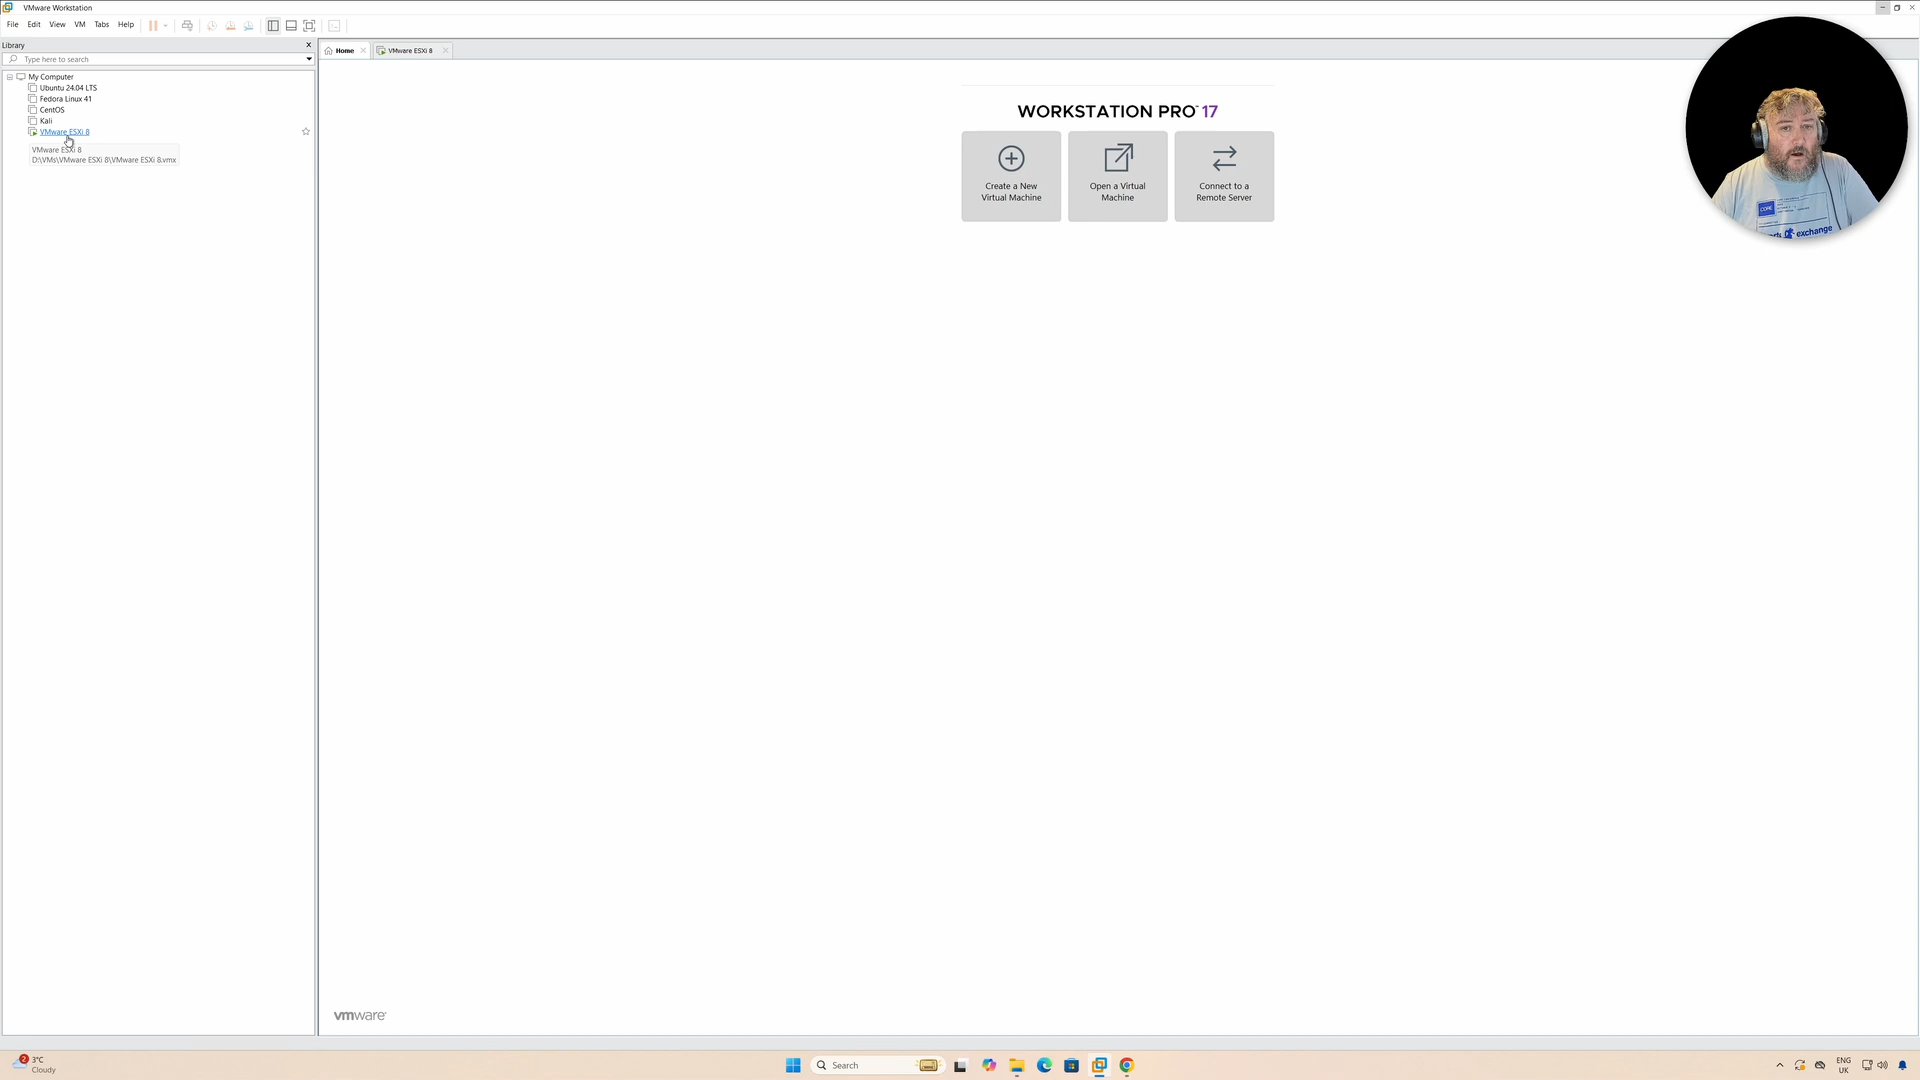 VMware Workstation
File Edit View VM Tabs Help
Library
Type here to search
My Computer
Ubuntu 24.04 LTS
Fedora Linux 41
CentOS
Kali
VMware ESXi 8
VMware ESXi 8
D:\VMs\VMware ESXi 8\VMware ESXi 8.vmx
Home
VMware ESXi 8
WORKSTATION PRO™ 17
Create a New
Virtual Machine
Open a Virtual
Machine
Connect to a
Remote Server
CORE
exchange
vmware®
2
3°C
Cloudy
Search
ENG
UK